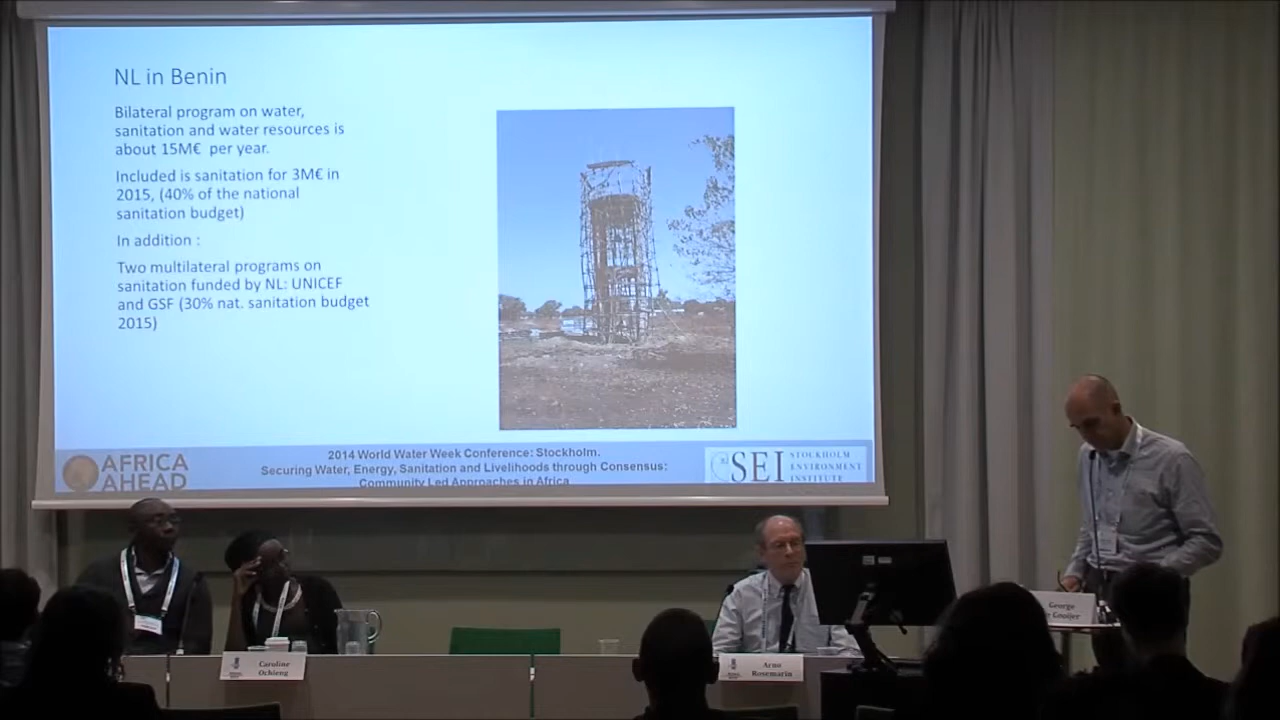 NL in Benin
Bilateral program on water,
sanitation and water resources is
about 15M€ per year.
Included is sanitation for 3M€ in
2015, (40% of the national
sanitation budget)
In addition :
Two multilateral programs on
sanitation funded by NL: UNICEF
and GSF (30% nat. sanitation budget
2015)
AFRICA
AHEAD
2014 World Water Week Conference: Stockholm.
Securing Water, Energy, Sanitation and Livelihoods through Consensus:
Community Led Approaches in Africa
SEI
STOCKHOLM
ENVIRONMENT
INSTITUTE
Caroline
Ochieng
Arno
Rosemarin
George
Gooijer